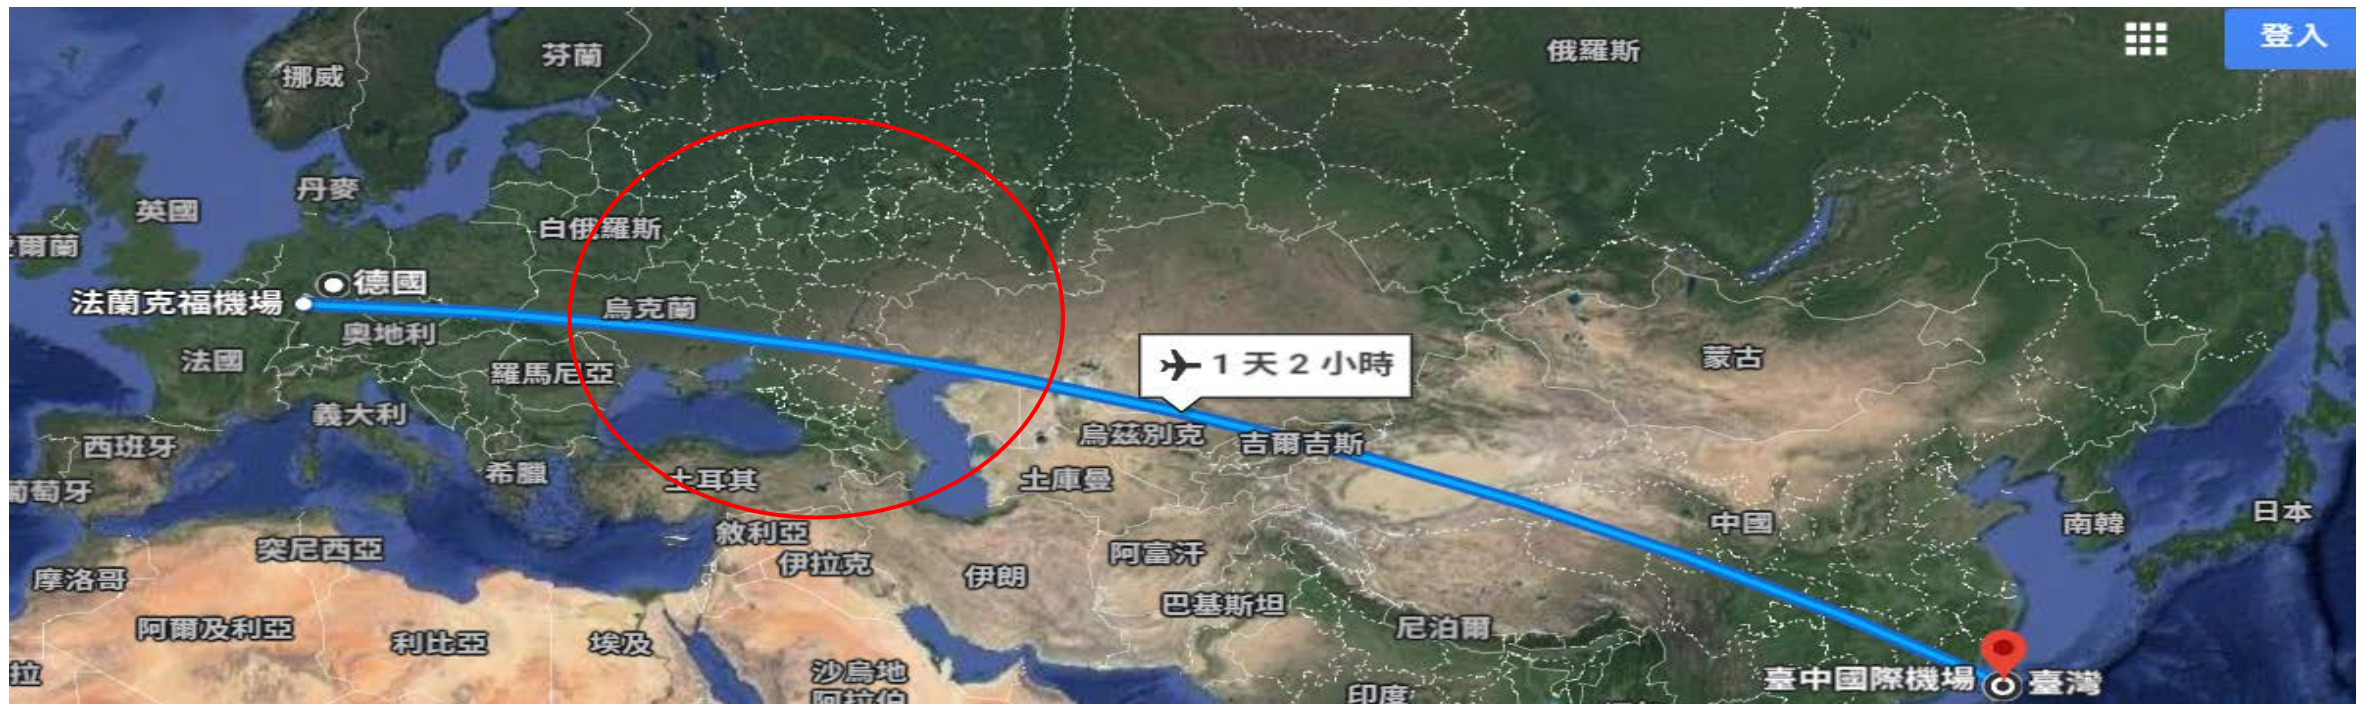 芬蘭
俄羅斯
登入
挪威
丹麥
英國
白俄羅斯
爾蘭
德國
法蘭克福機場
烏克蘭
奧地利
法國
羅馬尼亞
1 天 2 小時
蒙古
義大利
西班牙
烏茲別克
吉爾吉斯
希臘
土耳其
土庫曼
葡萄牙
中國
南韓
日本
敘利亞
突尼西亞
伊拉克
伊朗
阿富汗
摩洛哥
巴基斯坦
阿爾及利亞
利比亞
埃及
尼泊爾
拉
沙烏地
阿拉伯
印度
臺中國際機場
臺灣